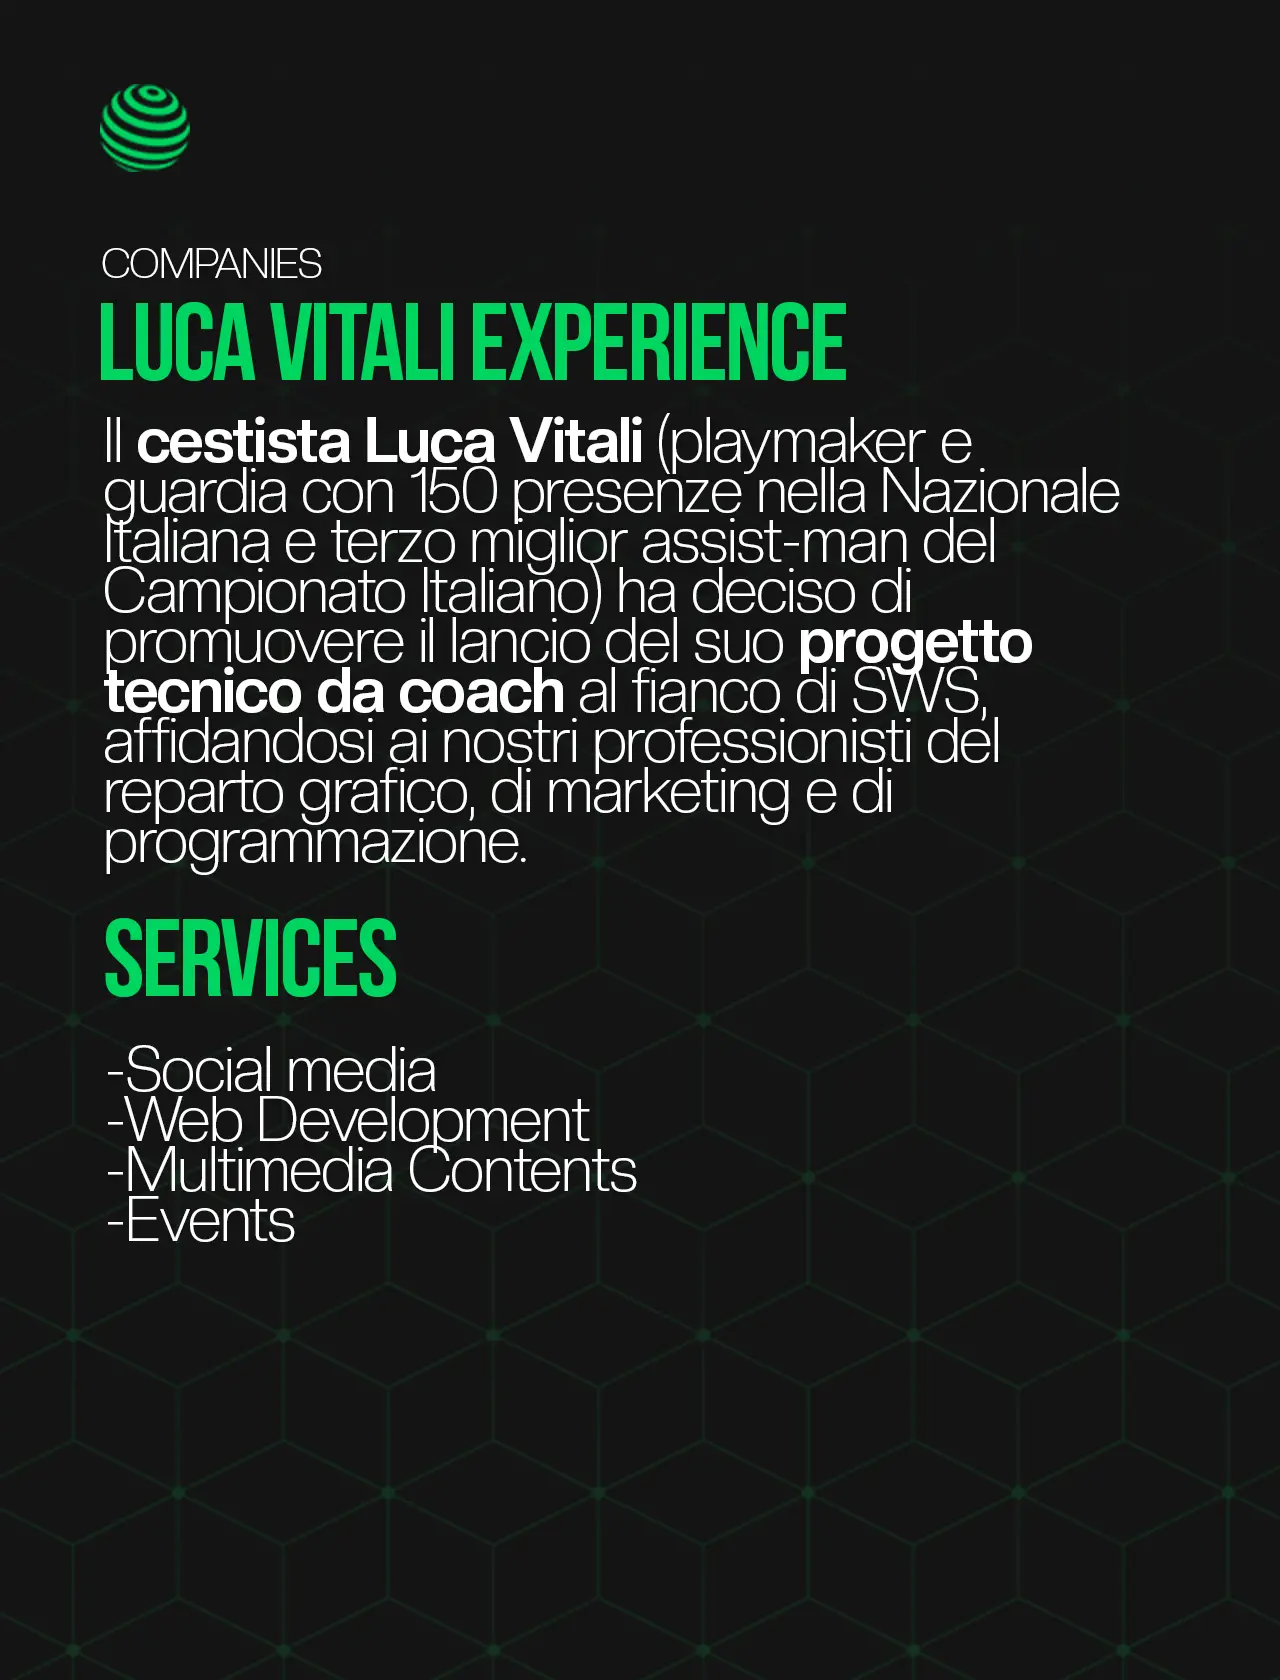 COMPANIES
LUCA VITALI EXPERIENCE
Il cestista Luca Vitali (playmaker e
guardia con 150 presenze nella Nazionale
Italiana e terzo miglior assist-man del
Campionato Italiano) ha deciso di
promuovere il lancio del suo progetto
tecnico da coach al fianco di SWS,
affidandosi ai nostri professionisti del
reparto grafico, di marketing e di
programmazione.
SERVICES
-Social media
-Web Development
-Multimedia Contents
-Events